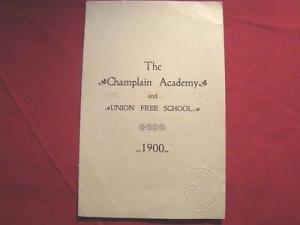 The
Champlain Academy
and
UNION FREE SCHOOL..
..1900..